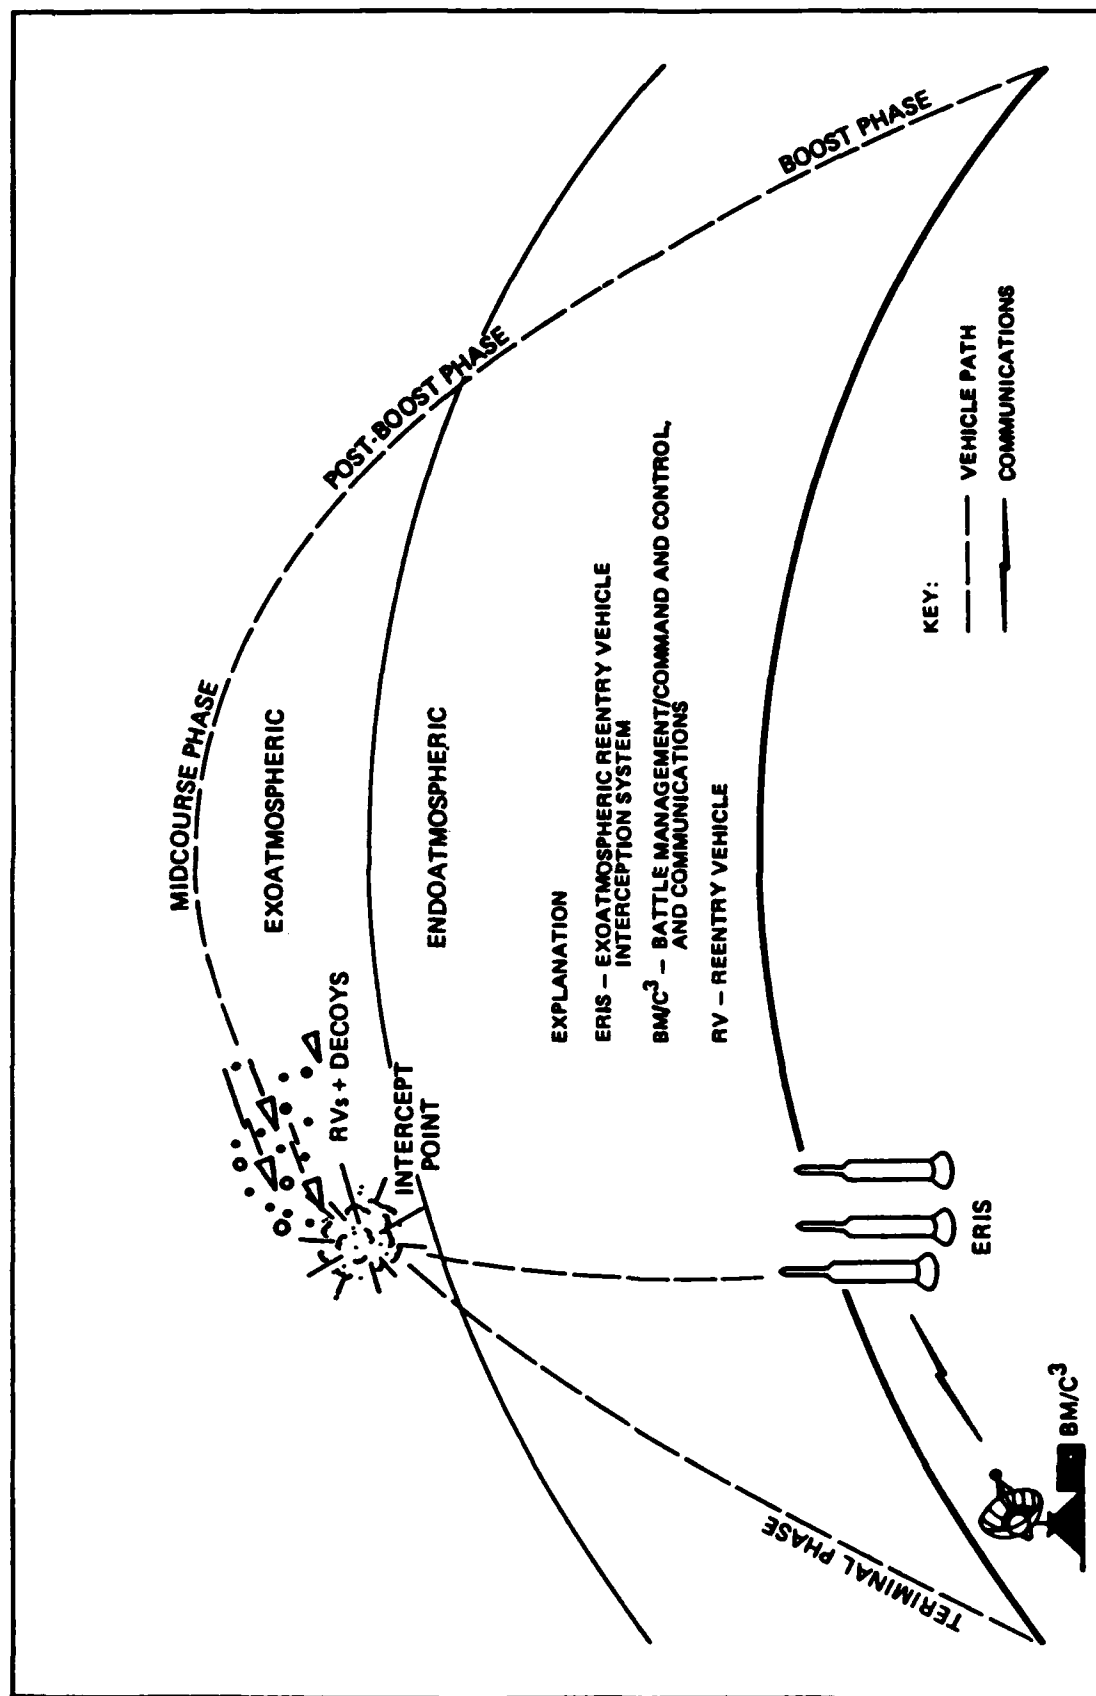 MIDCOURSE PHASE
POST-BOOST PHASE
BOOST PHASE
EXOATMOSPHERIC
RVs + DECOYS
INTERCEPT
POINT
ENDOATMOSPHERIC
EXPLANATION
ERIS – EXOATMOSPHERIC REENTRY VEHICLE
INTERCEPTION SYSTEM
BM/C³ – BATTLE MANAGEMENT/COMMAND AND CONTROL,
AND COMMUNICATIONS
RV – REENTRY VEHICLE
TERIMINAL PHASE
ERIS
BM/C³
KEY:
VEHICLE PATH
COMMUNICATIONS